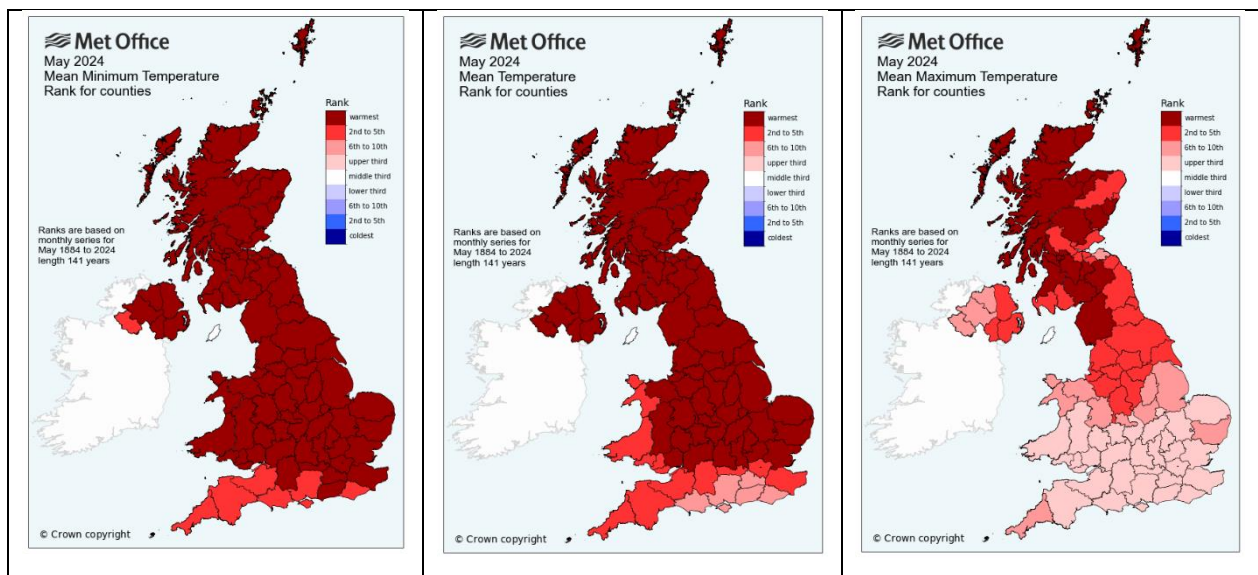 Met Office
May 2024
Mean Minimum Temperature
Rank for counties
Rank
warmest
2nd to 5th
6th to 10th
upper third
middle third
lower third
6th to 10th
2nd to 5th
coldest
Ranks are based on
monthly series for
May 1884 to 2024
length 141 years
© Crown copyright
Met Office
May 2024
Mean Temperature
Rank for counties
Rank
warmest
2nd to 5th
6th to 10th
upper third
middle third
lower third
6th to 10th
2nd to 5th
coldest
Ranks are based on
monthly series for
May 1884 to 2024
length 141 years
© Crown copyright
Met Office
May 2024
Mean Maximum Temperature
Rank for counties
Rank
warmest
2nd to 5th
6th to 10th
upper third
middle third
lower third
6th to 10th
2nd to 5th
coldest
Ranks are based on
monthly series for
May 1884 to 2024
length 141 years
© Crown copyright